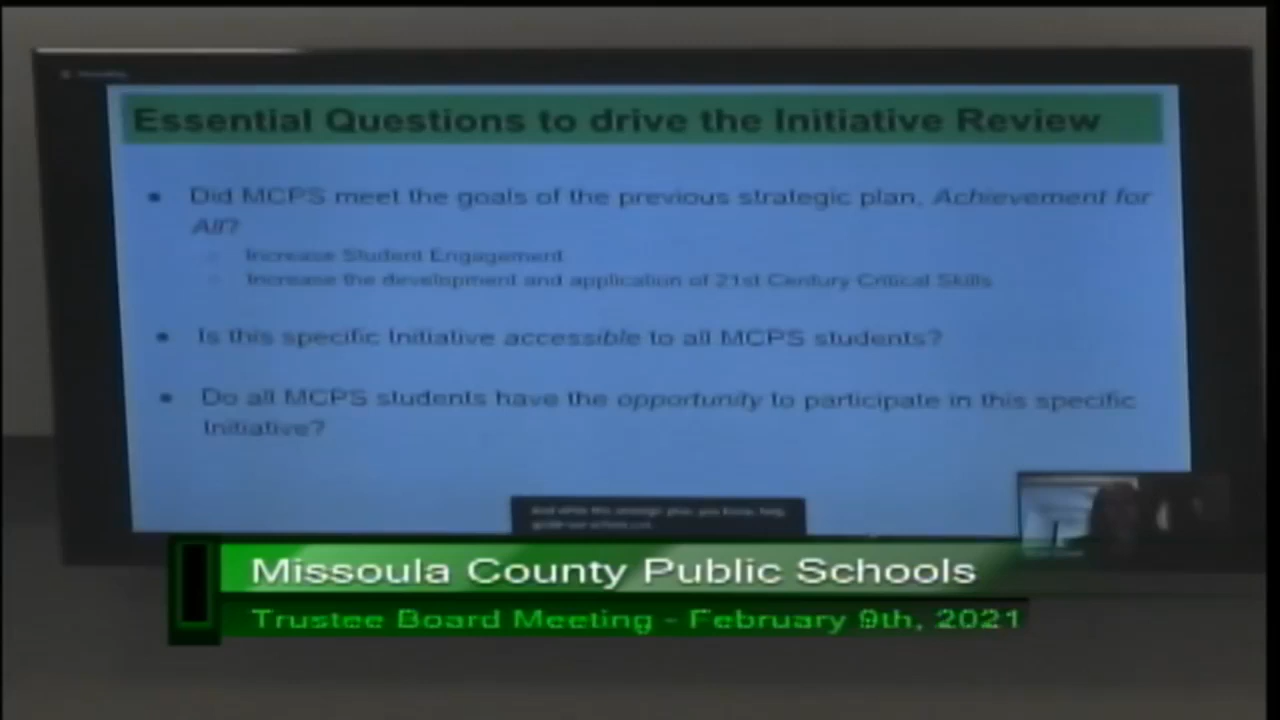 Essential Questions to drive the Initiative Review
Did MCPS meet the goals of the previous strategic plan, Achievement for
All?
Increase Student Engagement
Increase the development and application of 21st Century Critical Skills
Is this specific Initiative accessible to all MCPS students?
Do all MCPS students have the opportunity to participate in this specific
Initiative?
Missoula County Public Schools
Trustee Board Meeting - February 9th, 2021